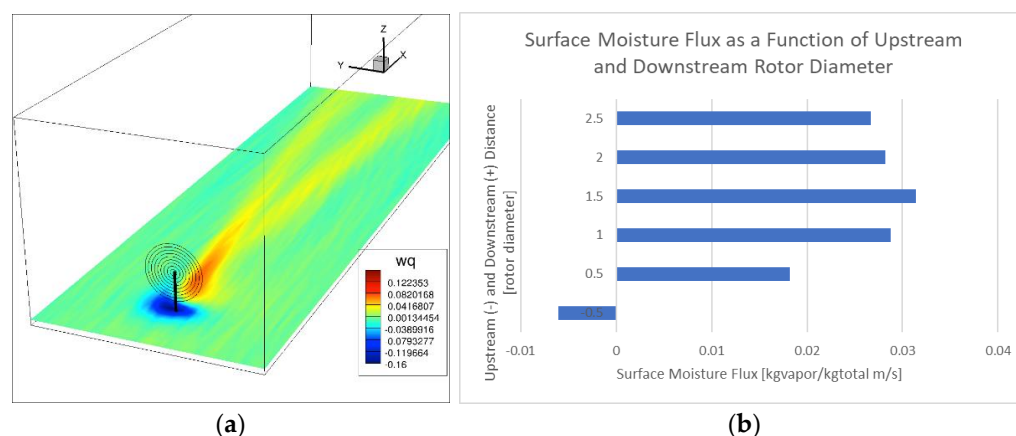 Z
Y
X
wq
0.122353
0.0820168
0.0416807
0.00134454
-0.0389916
-0.0793277
-0.119664
-0.16
(a)
Surface Moisture Flux as a Function of Upstream
and Downstream Rotor Diameter
Upstream (-) and Downstream (+) Distance
[rotor diameter]
2.5
2
1.5
1
0.5
-0.5
-0.01
0
0.01
0.02
0.03
0.04
Surface Moisture Flux [kgvapor/kgtotal m/s]
(b)